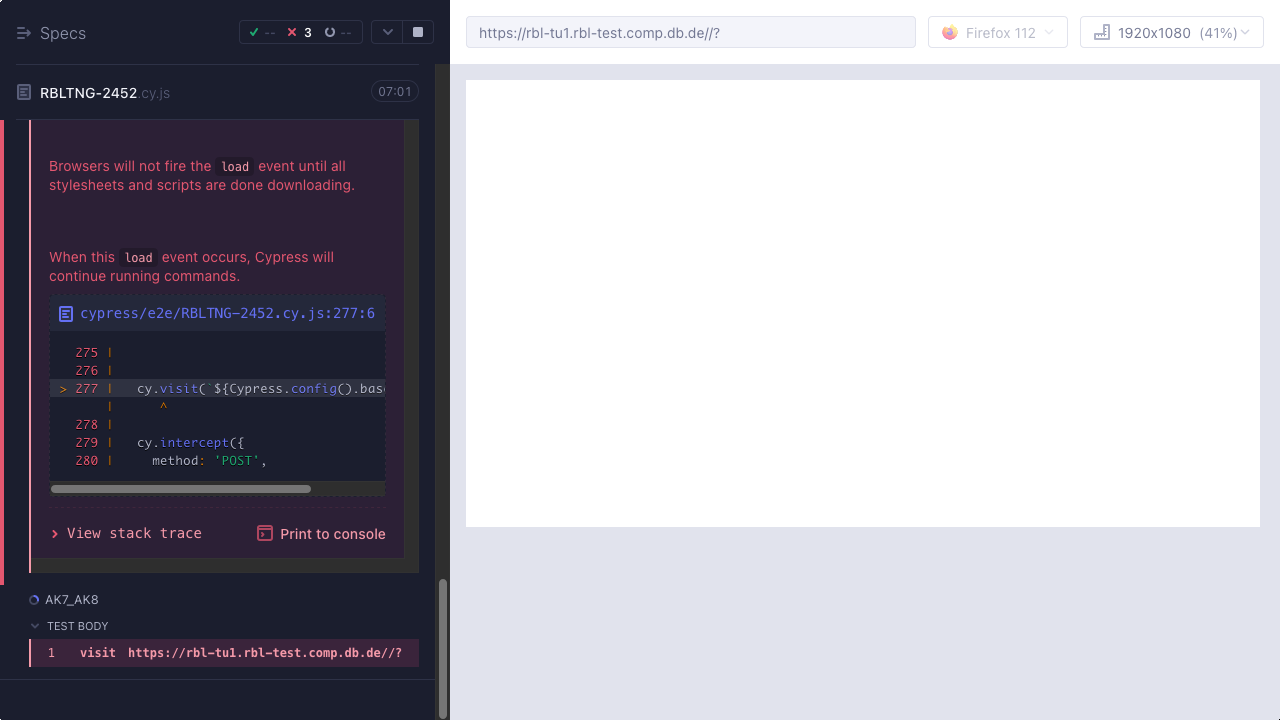 Specs
-- 3 --
https://rbl-tu1.rbl-test.comp.db.de//?
Firefox 112
1920x1080 (41%)
RBLTNG-2452.cy.js
07:01
Browsers will not fire the load event until all
stylesheets and scripts are done downloading.
When this load event occurs, Cypress will
continue running commands.
cypress/e2e/RBLTNG-2452.cy.js:277:6
275 |
276 |
> 277 | cy.visit(`${Cypress.config().bas
| ^
278 |
279 | cy.intercept({
280 | method: 'POST',
View stack trace
Print to console
AK7_AK8
TEST BODY
1 visit https://rbl-tu1.rbl-test.comp.db.de//?